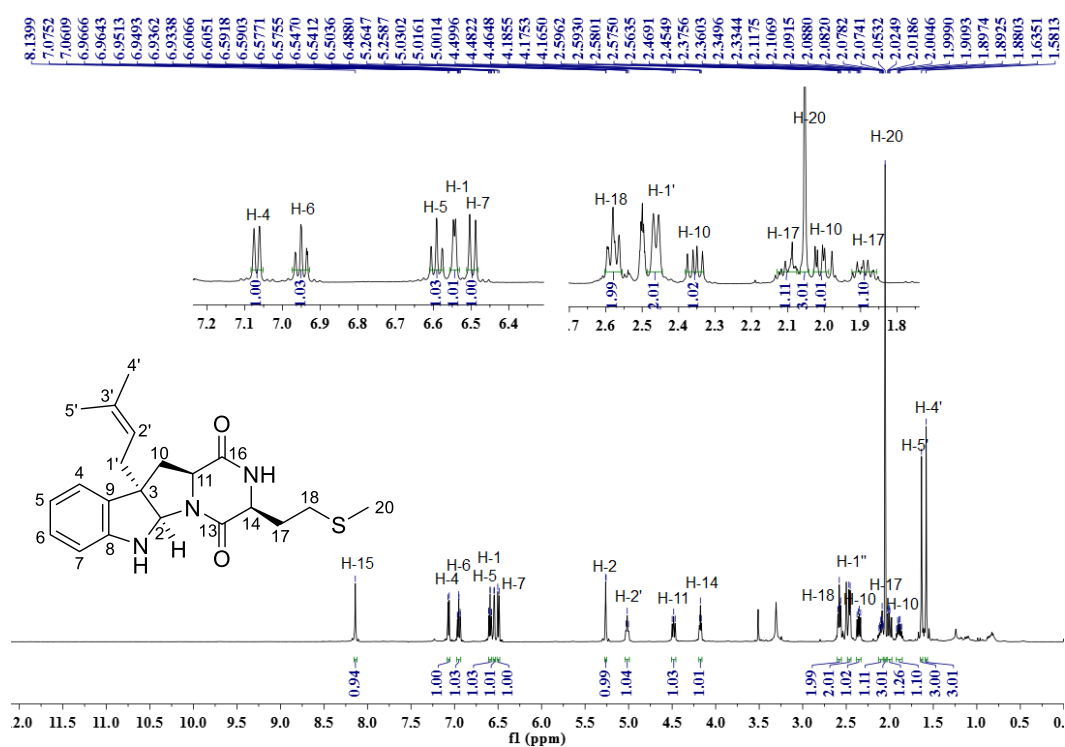 8.1399 7.0752 7.0609 6.9666 6.9643 6.9513 6.9493 6.9362 6.9338 6.6066 6.6051 6.5918 6.5903 6.5771 6.5755 6.5470 6.5412 6.5036 6.4880 5.2647 5.2587 5.0302 5.0161 5.0014 4.4996 4.4822 4.4648 4.1855 4.1753 4.1650 2.5962 2.5930 2.5801 2.5750 2.5635 2.4691 2.4549 2.3756 2.3603 2.3496 2.3444 2.1175 2.1069 2.0915 2.0880 2.0820 2.0782 2.0741 2.0532 2.0249 2.0186 2.0046 1.9990 1.9093 1.8974 1.8925 1.8803 1.6351 1.5813
H-20
H-20
H-1
H-4 H-6 H-5 H-7
H-18 H-1' H-10 H-17 H-10 H-17
1.00 1.03 1.03 1.01 1.00
1.99 2.01 1.02 1.11 3.01 1.01 1.10
7.2 7.1 7.0 6.9 6.8 6.7 6.6 6.5 6.4
.7 2.6 2.5 2.4 2.3 2.2 2.1 2.0 1.9 1.8
4'
3'
5'
2'
O
1' 10 16
4 11 NH
5 9 3 18 20
N 14 S
6 8 2 13 17
7 N H H O
H-4'
H-5'
H-15 H-4 H-6 H-5 H-1 H-7
H-2 H-2' H-11 H-14
H-18 H-1'' H-10 H-17 H-10
0.94 1.00 1.03 1.03 1.01 1.00 0.99 1.04 1.03 1.01 1.99 2.01 1.02 1.11 3.01 1.26 1.10 3.00 3.01
2.0 11.5 11.0 10.5 10.0 9.5 9.0 8.5 8.0 7.5 7.0 6.5 6.0 5.5 5.0 4.5 4.0 3.5 3.0 2.5 2.0 1.5 1.0 0.5 0.
f1 (ppm)